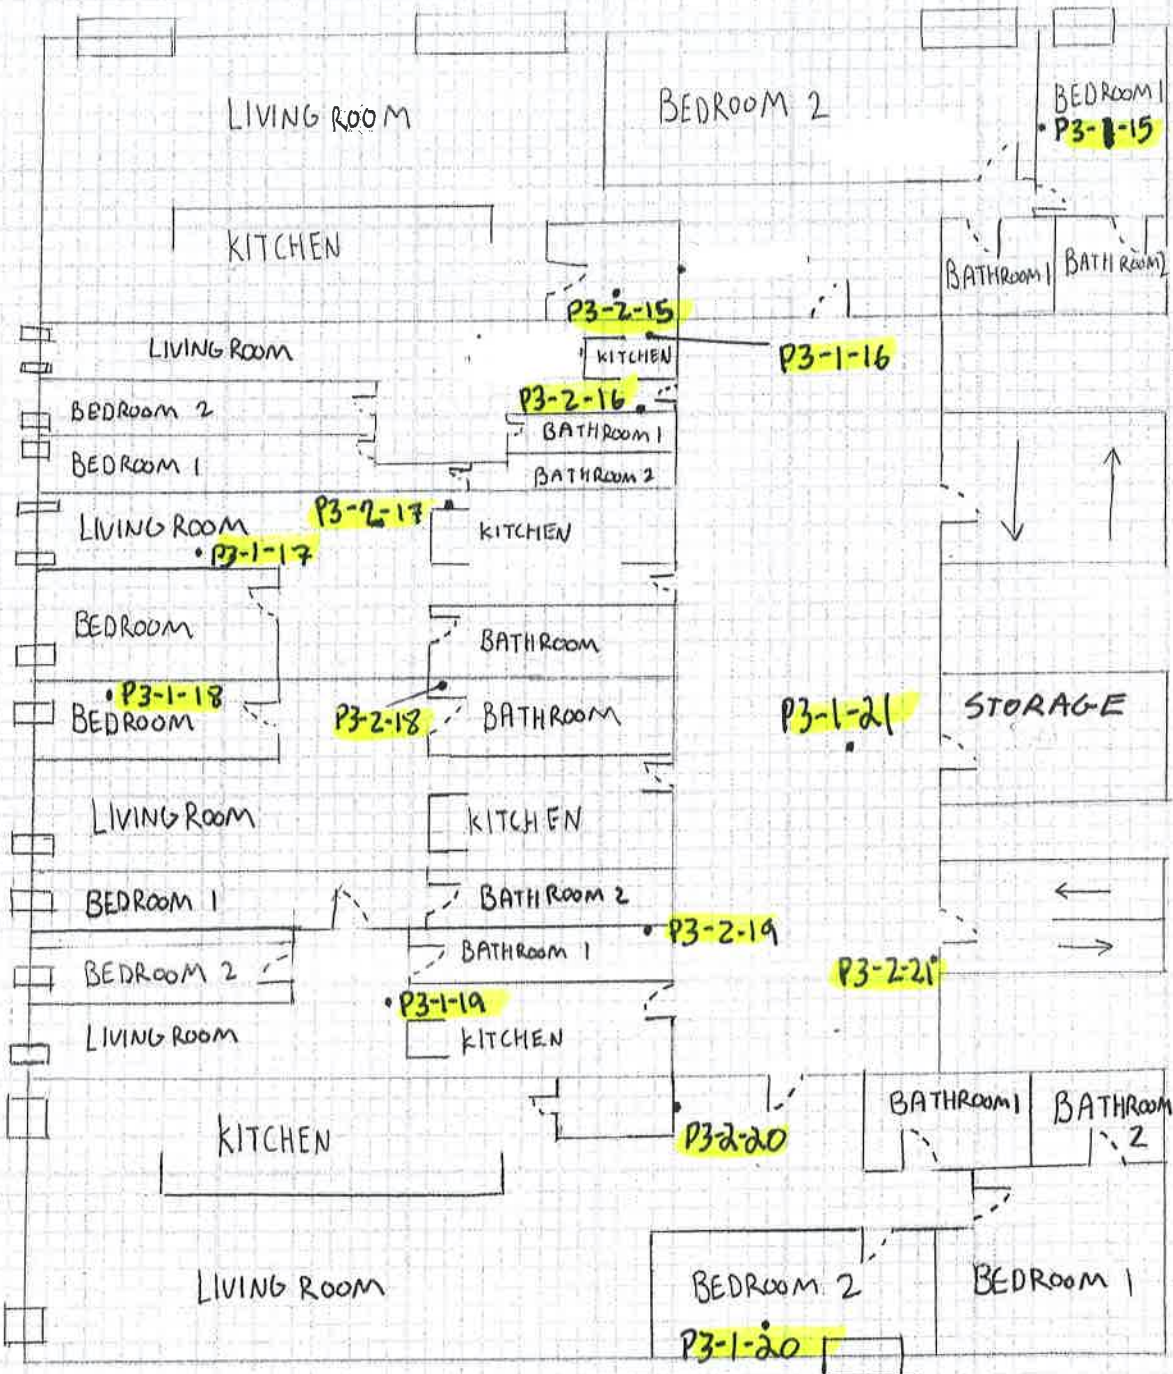 LIVING ROOM
BEDROOM 2
BEDROOM 1
P3-1-15
KITCHEN
BATHROOM 1
BATHROOM 2
P3-2-15
LIVING ROOM
KITCHEN
P3-1-16
BEDROOM 2
P3-2-16
BATHROOM 1
BEDROOM 1
BATHROOM 2
LIVING ROOM
P3-2-17
KITCHEN
P3-1-17
BEDROOM
BATHROOM
P3-1-18
BEDROOM
P3-2-18
BATHROOM
P3-1-21
STORAGE
LIVING ROOM
KITCHEN
BEDROOM 1
BATHROOM 2
P3-2-19
BEDROOM 2
BATHROOM 1
P3-2-21
P3-1-19
LIVING ROOM
KITCHEN
KITCHEN
P3-2-20
BATHROOM 1
BATHROOM
2
LIVING ROOM
BEDROOM 2
BEDROOM 1
P3-1-20